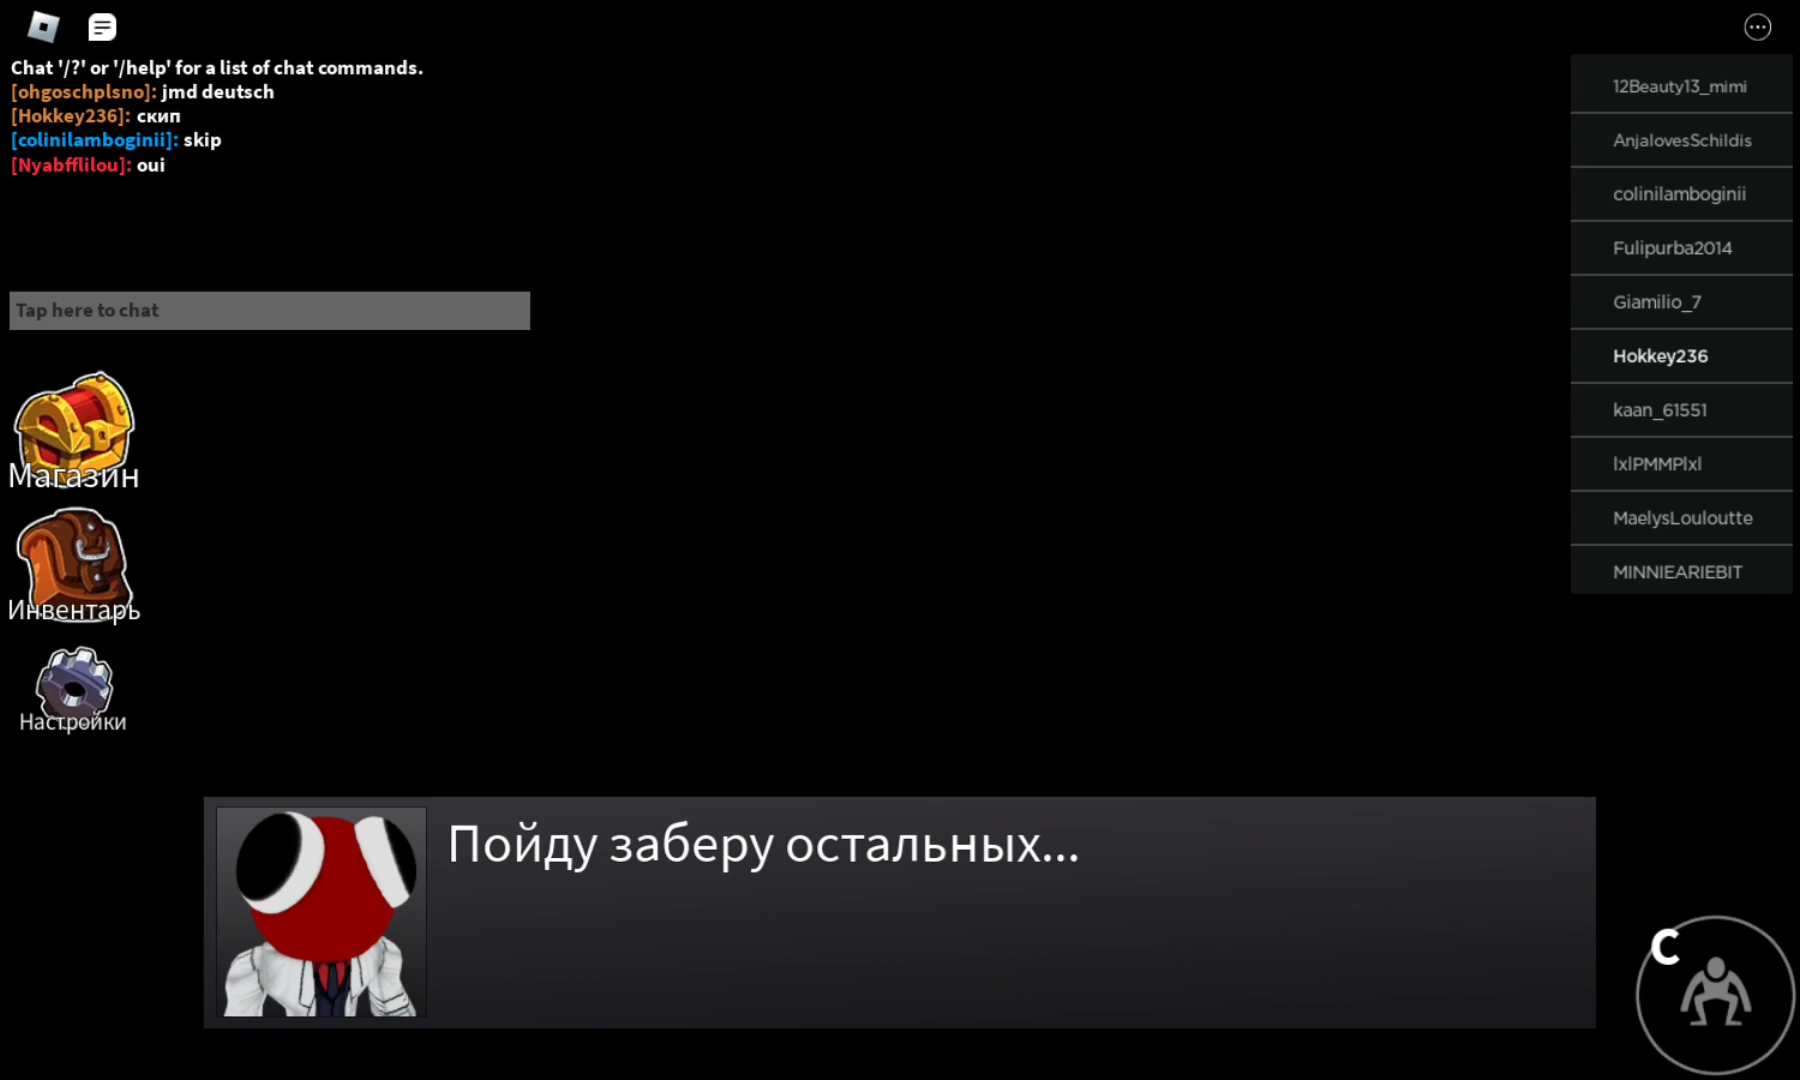 Chat '/?' or '/help' for a list of chat commands.
[ohgoschplsno]: jmd deutsch
[Hokkey236]: скип
[colinilamboginii]: skip
[Nyabfflilou]: oui
Tap here to chat
Магазин
Инвентарь
Настройки
12Beauty13_mimi
AnjalovesSchildis
colinilamboginii
Fulipurba2014
Giamilio_7
Hokkey236
kaan_61551
lxlPMMPlxl
MaelysLouloutte
MINNIEARIEBIT
Пойду заберу остальных...
C